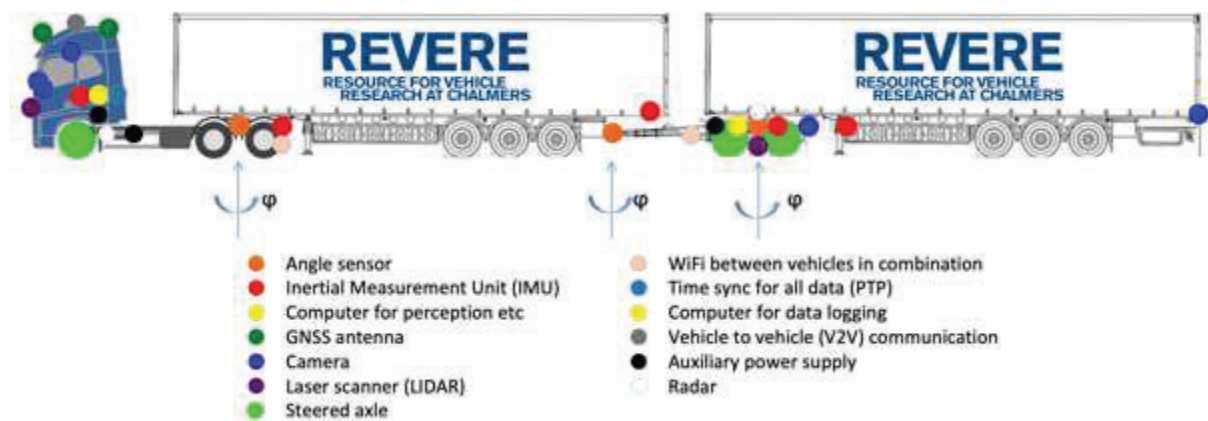 REVERE
RESOURCE FOR VEHICLE
RESEARCH AT CHALMERS
REVERE
RESOURCE FOR VEHICLE
RESEARCH AT CHALMERS
φ
φ
φ
Angle sensor
Inertial Measurement Unit (IMU)
Computer for perception etc
GNSS antenna
Camera
Laser scanner (LIDAR)
Steered axle
WiFi between vehicles in combination
Time sync for all data (PTP)
Computer for data logging
Vehicle to vehicle (V2V) communication
Auxiliary power supply
Radar